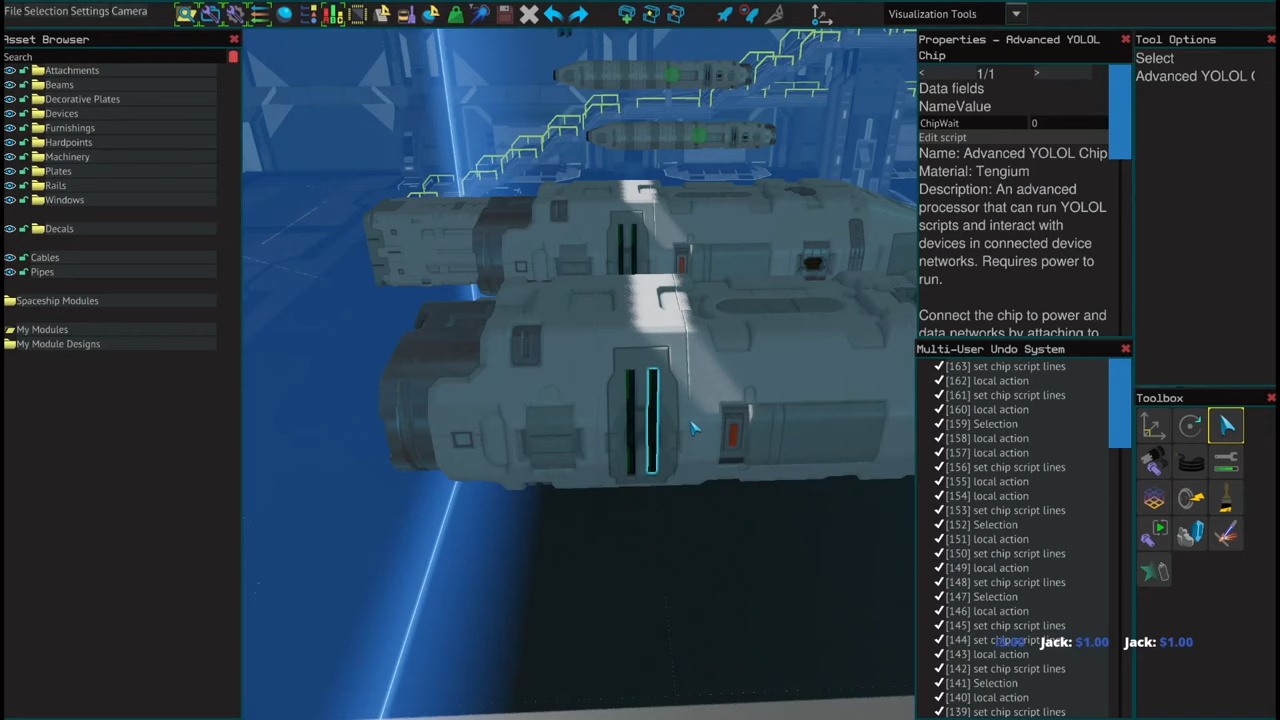 File Selection Settings Camera
Visualization Tools
Asset Browser
Search
Attachments
Beams
Decorative Plates
Devices
Furnishings
Hardpoints
Machinery
Plates
Rails
Windows
Decals
Cables
Pipes
Spaceship Modules
My Modules
My Module Designs
Properties - Advanced YOLOL
Chip
< 1/1 >
Data fields
NameValue
ChipWait 0
Edit script
Name: Advanced YOLOL Chip
Material: Tengium
Description: An advanced
processor that can run YOLOL
scripts and interact with
devices in connected device
networks. Requires power to
run.
Connect the chip to power and
data networks by attaching to
Multi-User Undo System
[163] set chip script lines
[162] local action
[161] set chip script lines
[160] local action
[159] Selection
[158] local action
[157] local action
[156] set chip script lines
[155] local action
[154] local action
[153] set chip script lines
[152] Selection
[151] local action
[150] set chip script lines
[149] local action
[148] set chip script lines
[147] Selection
[146] local action
[145] set chip script lines
[144] set chip script lines
[143] local action
[142] set chip script lines
[141] Selection
[140] local action
[139] set chip script lines
Jack: $1.00 Jack: $1.00
Tool Options
Select
Advanced YOLOL
Toolbox